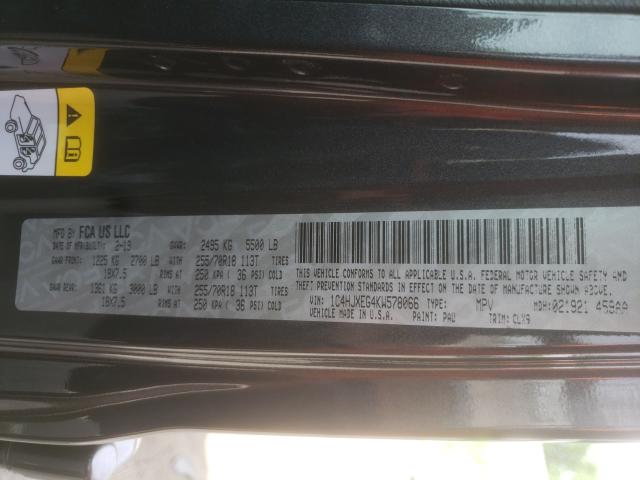 MFG BY FCA US LLC
DATE OF MFR/BUILT: 2-19 GVWR: 2495 KG 5500 LB
FRONT GAWR: 1225 KG 2700 LB WITH 255/70R18 113T TIRES
18X7.5 RIMS AT 250 KPA ( 36 PSI) COLD
REAR GAWR: 1361 KG 3000 LB WITH 255/70R18 113T TIRES
18X7.5 RIMS AT 250 KPA ( 36 PSI) COLD
THIS VEHICLE CONFORMS TO ALL APPLICABLE U.S.A. FEDERAL MOTOR VEHICLE SAFETY AND
THEFT PREVENTION STANDARDS IN EFFECT ON THE DATE OF MANUFACTURE SHOWN ABOVE.
VIN: 1C4HJXEG4KW578066 TYPE: MPV MDH: 021921 458AA
VEHICLE MADE IN U.S.A. PAINT: PAU TRIM: CLX9